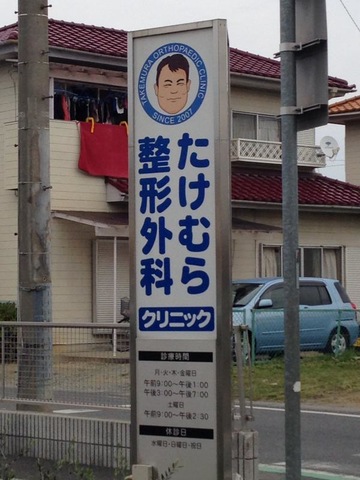 TAKEMURA ORTHOPAEDIC CLINIC
SINCE 2007
たけむら
整形外科
クリニック
診療時間
月・火・木・金曜日
午前9:00〜午後1:00
午後3:00〜午後7:00
土曜日
午前9:00〜午後2:30
休診日
水曜日・日曜日・祝日